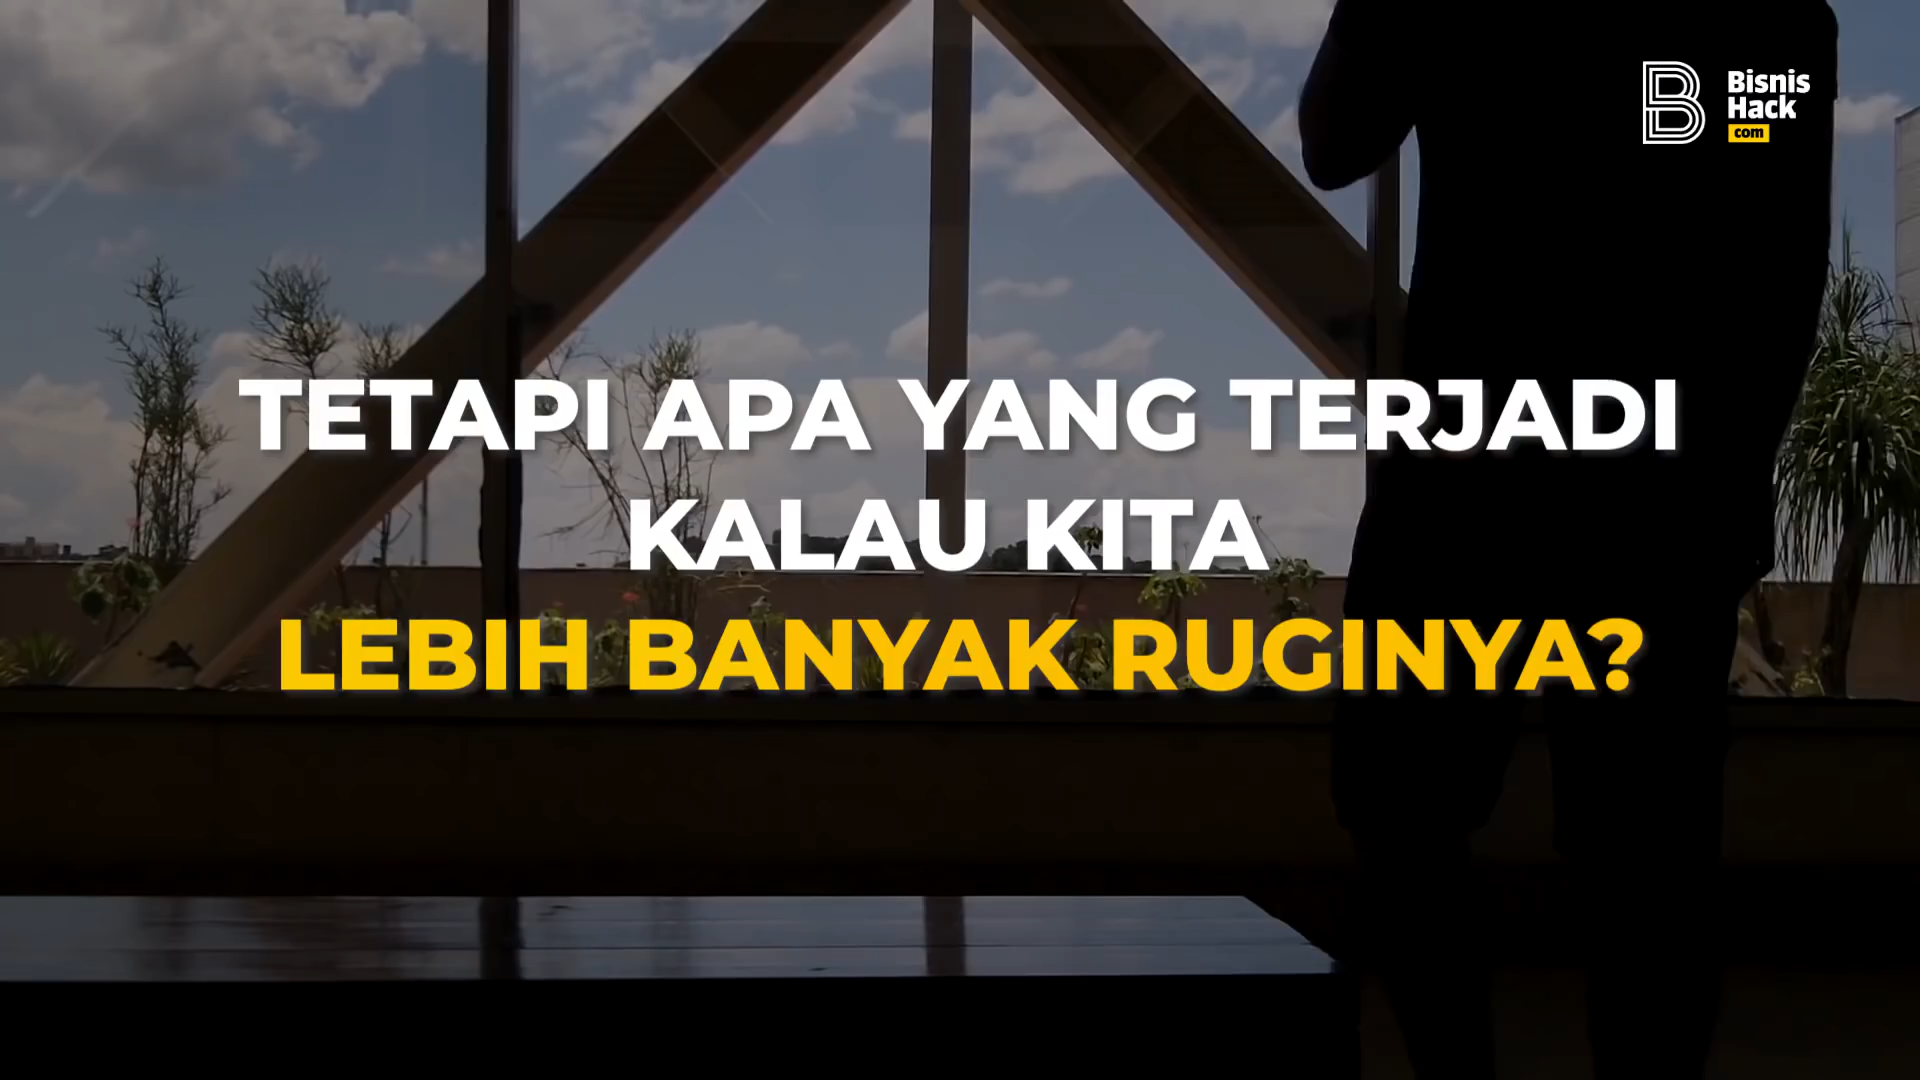 Bisnis
Hack
com
TETAPI APA YANG TERJADI
KALAU KITA
LEBIH BANYAK RUGINYA?